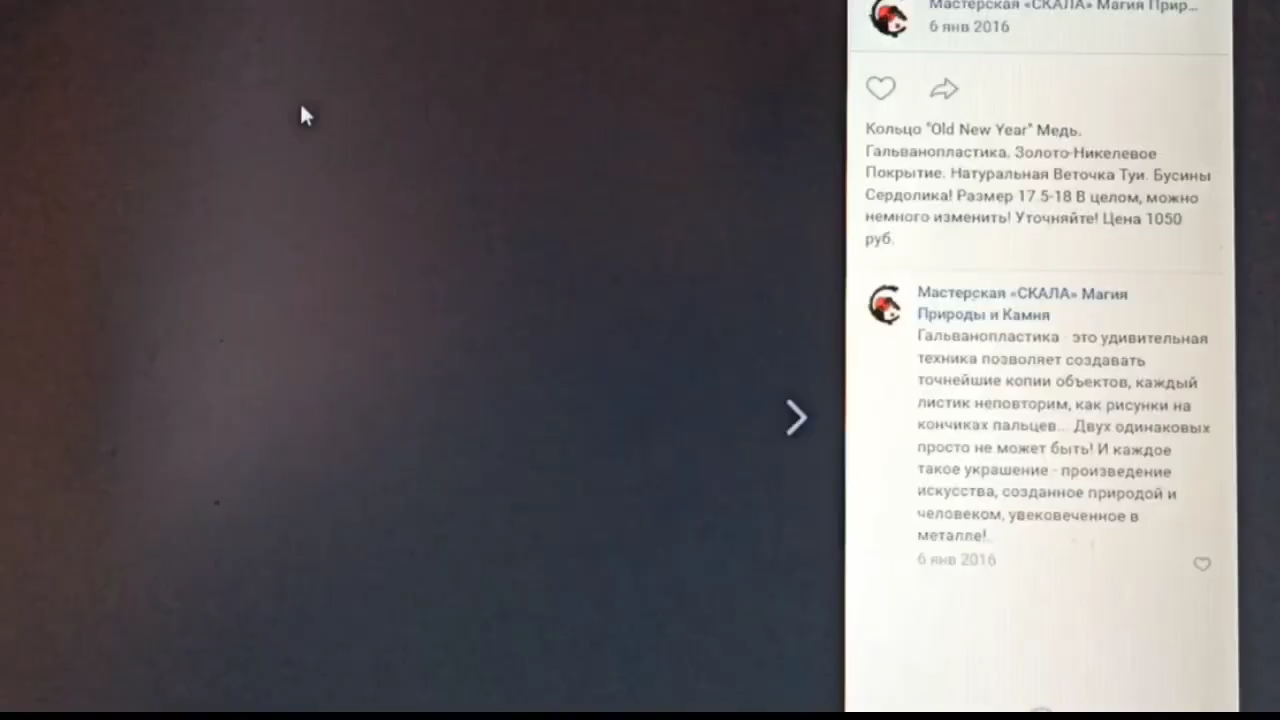 Мастерская «СКАЛА» Магия Прир...
6 янв 2016
Кольцо "Old New Year" Медь.
Гальванопластика. Золото-Никелевое
Покрытие. Натуральная Веточка Туи. Бусины
Сердолика! Размер 17.5-18 В целом, можно
немного изменить! Уточняйте! Цена 1050
руб.
Мастерская «СКАЛА» Магия
Природы и Камня
Гальванопластика - это удивительная
техника позволяет создавать
точнейшие копии объектов, каждый
листик неповторим, как рисунки на
кончиках пальцев... Двух одинаковых
просто не может быть! И каждое
такое украшение - произведение
искусства, созданное природой и
человеком, увековеченное в
металле!
6 янв 2016